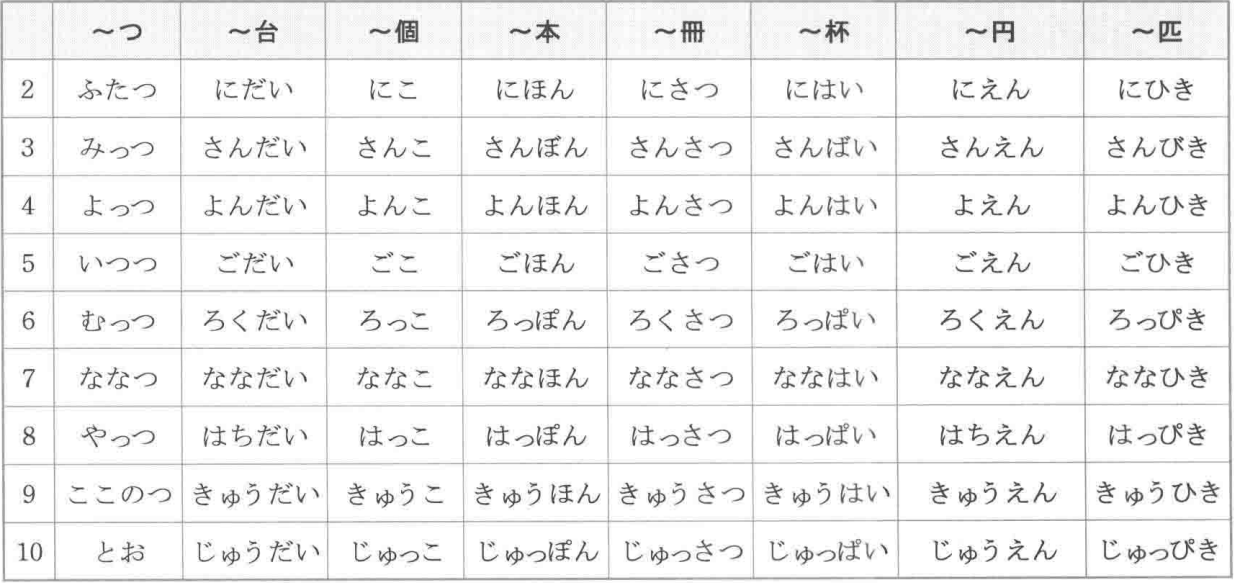 ～つ ～台 ～個 ～本 ～冊 ～杯 ～円 ～匹
2 ふたつ にだい にこ にほん にさつ にはい にえん にひき
3 みっつ さんだい さんこ さんぼん さんさつ さんばい さんえん さんびき
4 よっつ よんだい よんこ よんほん よんさつ よんはい よえん よんひき
5 いつつ ごだい ごこ ごほん ごさつ ごはい ごえん ごひき
6 むっつ ろくだい ろっこ ろっぽん ろくさつ ろっぱい ろくえん ろっぴき
7 ななつ ななだい ななこ ななほん ななさつ ななはい ななえん ななひき
8 やっつ はちだい はっこ はっぽん はっさつ はっぱい はちえん はっぴき
9 ここのつ きゅうだい きゅうこ きゅうほん きゅうさつ きゅうはい きゅうえん きゅうひき
10 とお じゅうだい じゅっこ じゅっぽん じゅっさつ じゅっぱい じゅうえん じゅっぴき